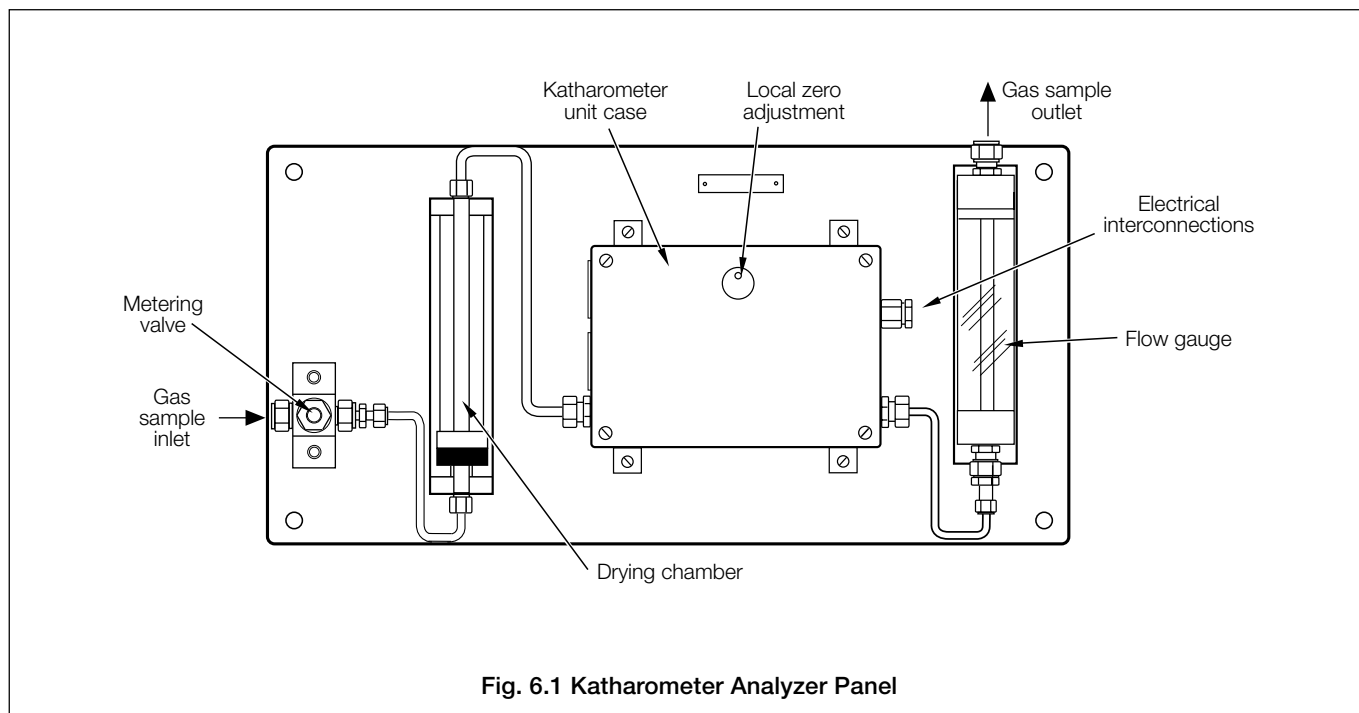 Katharometer
unit case
Local zero
adjustment
Gas sample
outlet
Electrical
interconnections
Metering
valve
Flow gauge
Gas
sample
inlet
Drying chamber
Fig. 6.1 Katharometer Analyzer Panel